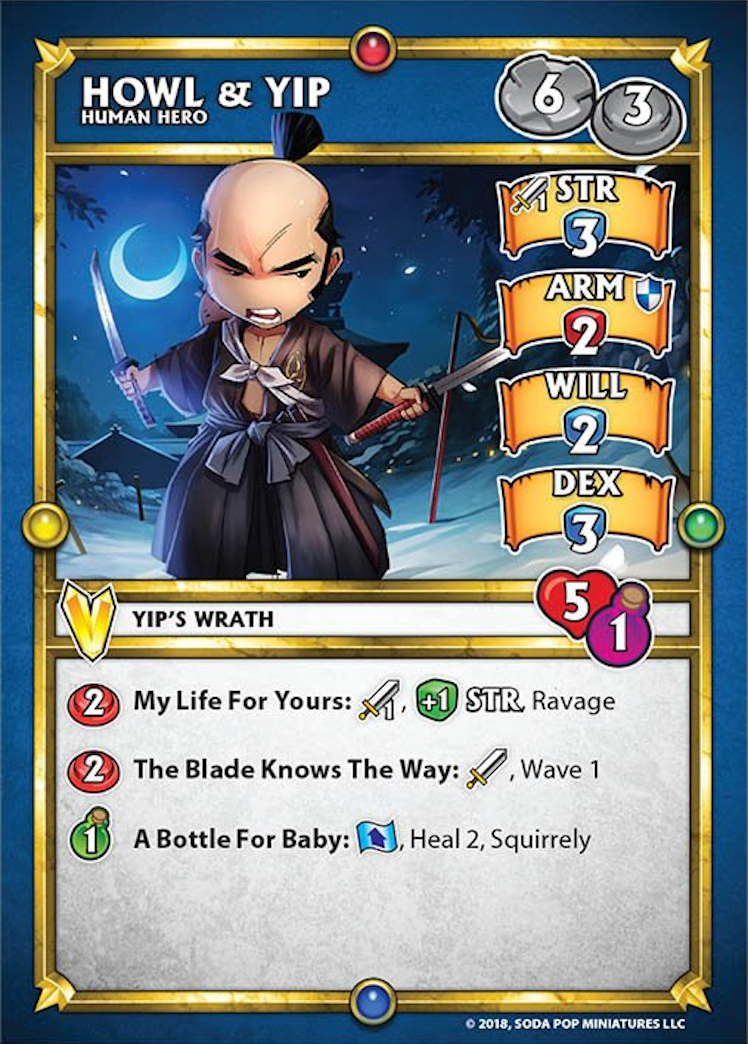 HOWL & YIP
HUMAN HERO
6 3
STR
3
ARM
2
WILL
2
DEX
3
YIP'S WRATH
5 1
2 My Life For Yours: , +1 STR, Ravage
2 The Blade Knows The Way: , Wave 1
1 A Bottle For Baby: , Heal 2, Squirrely
© 2018, SODA POP MINIATURES LLC